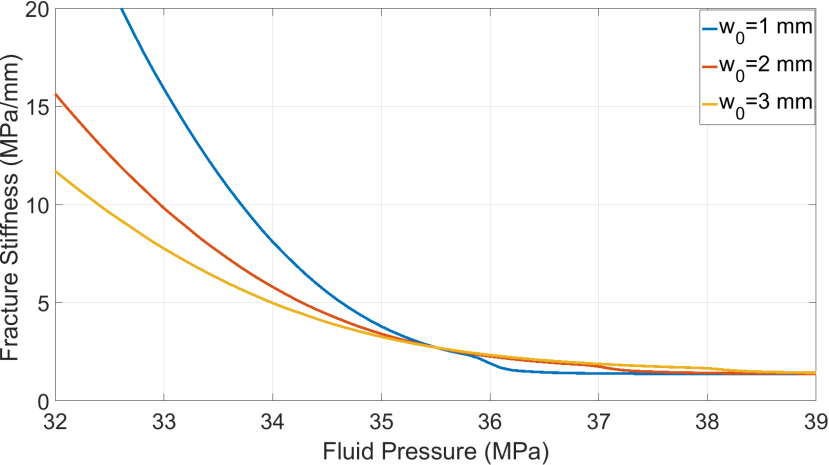 Fracture Stiffness (MPa/mm)
20
15
10
5
0
w0=1 mm
w0=2 mm
w0=3 mm
32 33 34 35 36 37 38 39
Fluid Pressure (MPa)